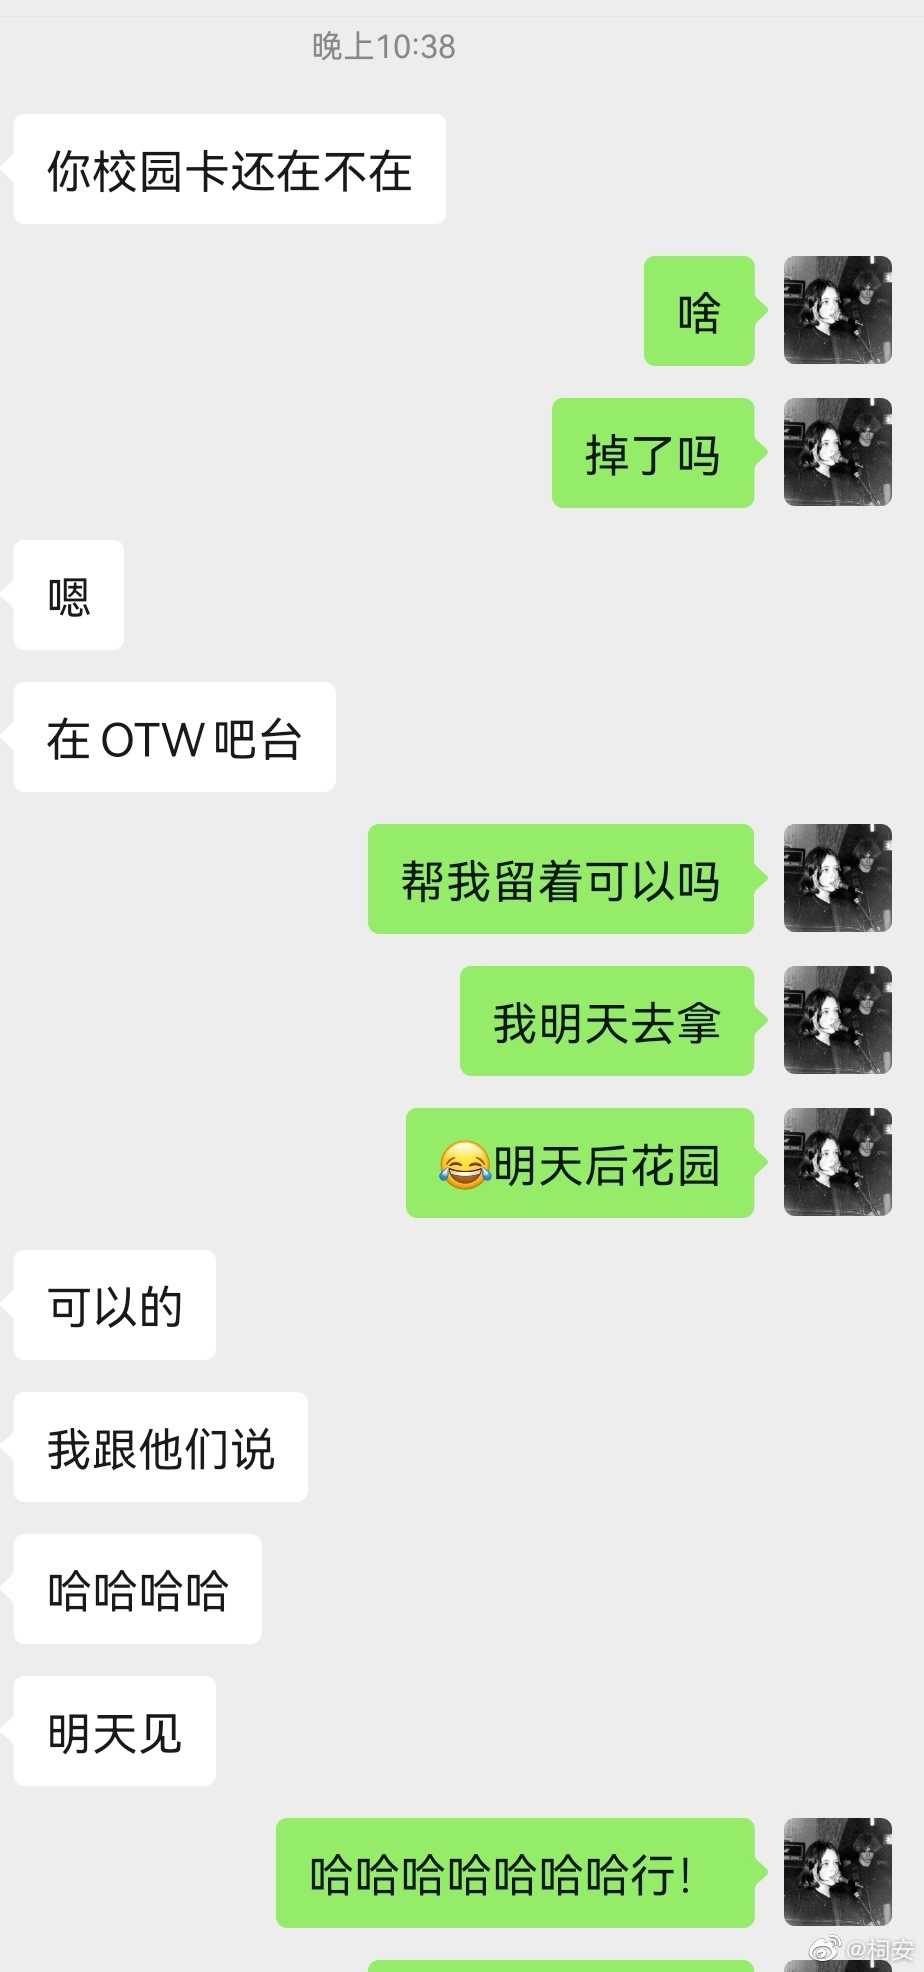 晚上10:38
你校园卡还在不在
啥
掉了吗
嗯
在OTW吧台
帮我留着可以吗
我明天去拿
😂明天后花园
可以的
我跟他们说
哈哈哈哈
明天见
哈哈哈哈哈哈哈行！
@桐安